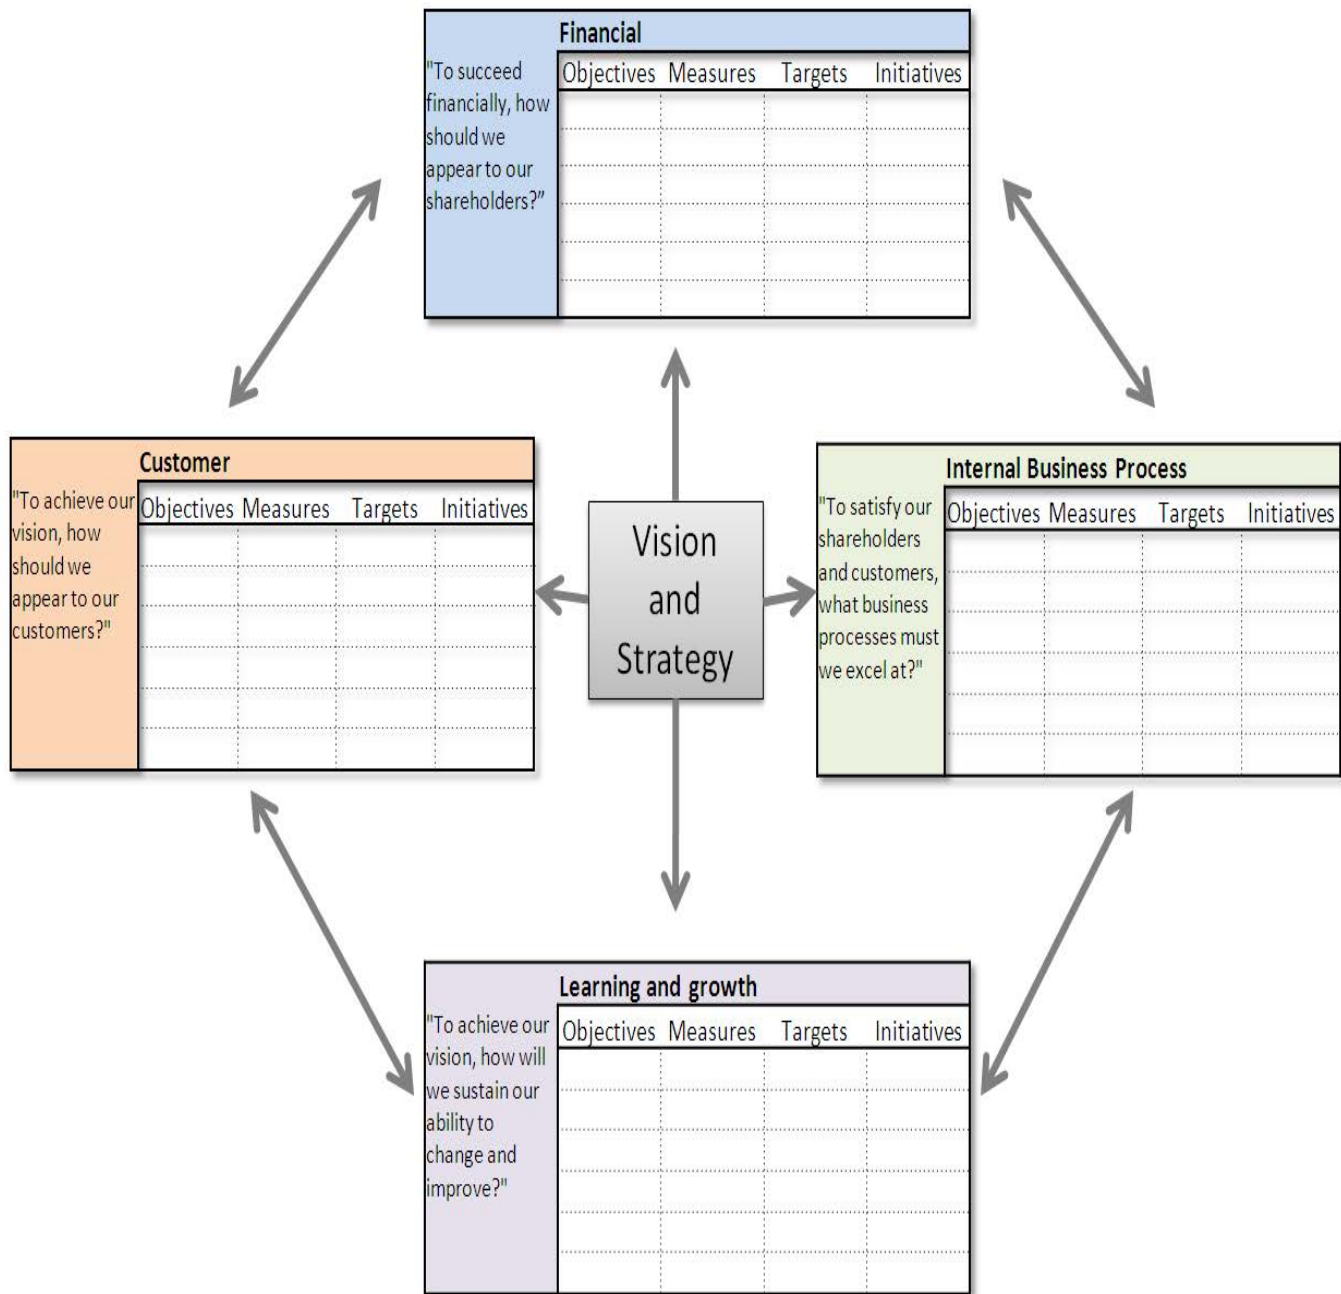 Financial
"To succeed
financially, how
should we
appear to our
shareholders?”
Objectives Measures Targets Initiatives
Customer
"To achieve our
vision, how
should we
appear to our
customers?"
Objectives Measures Targets Initiatives
Vision
and
Strategy
Internal Business Process
"To satisfy our
shareholders
and customers,
what business
processes must
we excel at?"
Objectives Measures Targets Initiatives
Learning and growth
"To achieve our
vision, how will
we sustain our
ability to
change and
improve?"
Objectives Measures Targets Initiatives